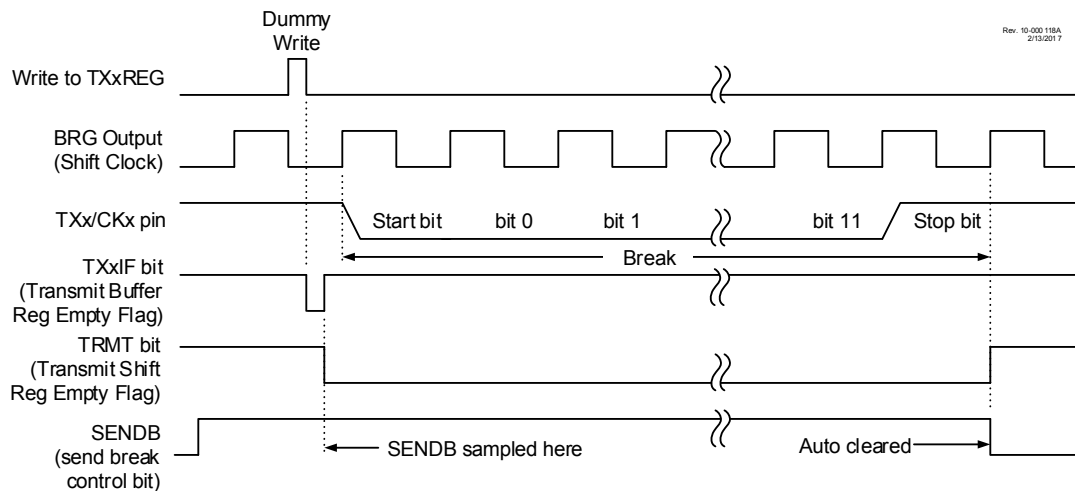 Dummy
Write
Rev. 10-000 118A
2/13/201 7
Write to TXxREG
BRG Output
(Shift Clock)
TXx/CKx pin
Start bit
bit 0
bit 1
bit 11
Stop bit
Break
TXxIF bit
(Transmit Buffer
Reg Empty Flag)
TRMT bit
(Transmit Shift
Reg Empty Flag)
SENDB
(send break
control bit)
SENDB sampled here
Auto cleared